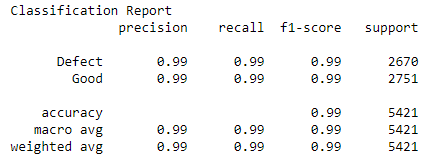 Classification Report
precision recall f1-score support
Defect 0.99 0.99 0.99 2670
Good 0.99 0.99 0.99 2751
accuracy 0.99 5421
macro avg 0.99 0.99 0.99 5421
weighted avg 0.99 0.99 0.99 5421